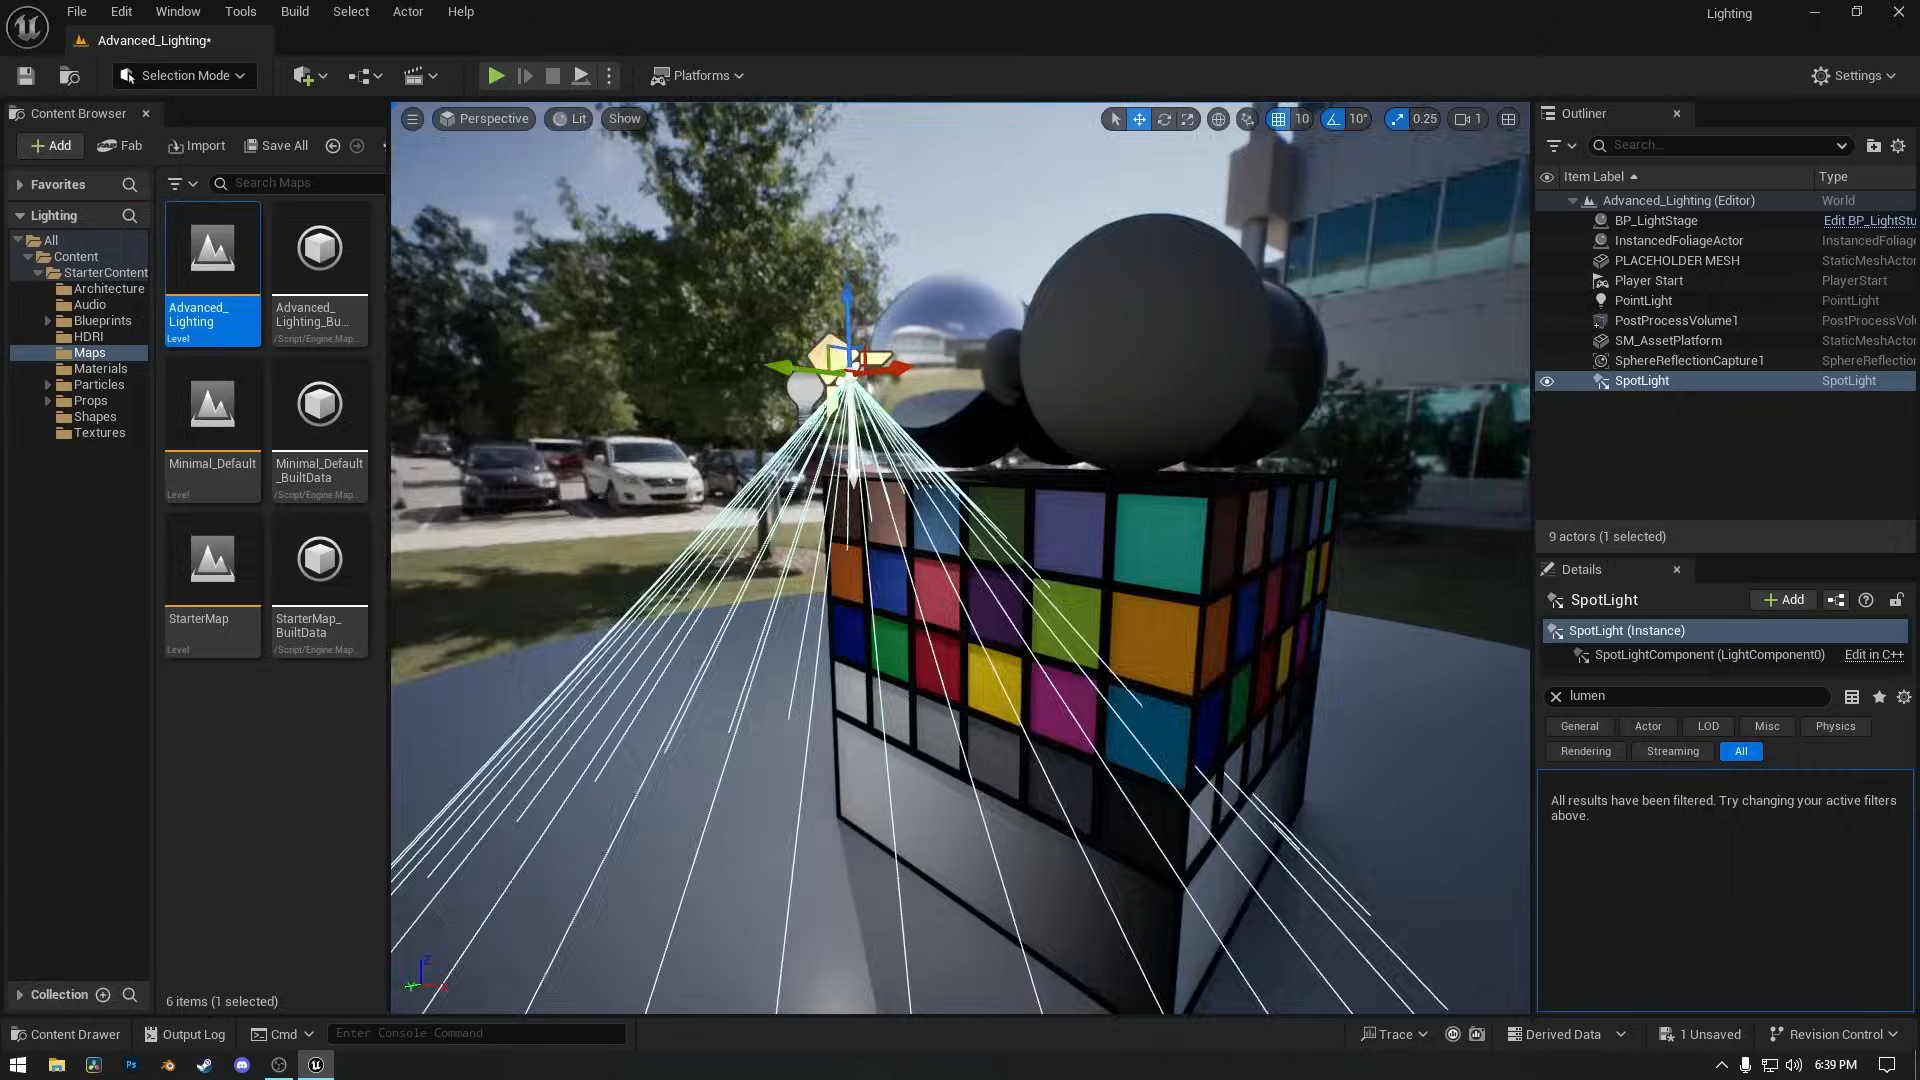 File Edit Window Tools Build Select Actor Help
Lighting
Advanced_Lighting*
Selection Mode
Platforms
Settings
Content Browser
Add Fab Import Save All
Favorites
Search Maps
Lighting
All
Content
StarterContent
Architecture
Audio
Blueprints
HDRI
Maps
Materials
Particles
Props
Shapes
Textures
Collection
Advanced_
Lighting
Level
Advanced_
Lighting_Bu...
/Script/Engine.Map...
Minimal_Default
Level
Minimal_Default
_BuiltData
/Script/Engine.Map...
StarterMap
Level
StarterMap_
BuiltData
/Script/Engine.Map...
6 items (1 selected)
Perspective Lit Show
10 10° 0.25 1
Z
Outliner
Search...
Item Label Type
Advanced_Lighting (Editor) World
BP_LightStage Edit BP_LightStu
InstancedFoliageActor InstancedFoliage
PLACEHOLDER MESH StaticMeshActor
Player Start PlayerStart
PointLight PointLight
PostProcessVolume1 PostProcessVolu
SM_AssetPlatform StaticMeshActor
SphereReflectionCapture1 SphereReflection
SpotLight SpotLight
9 actors (1 selected)
Details
SpotLight Add
SpotLight (Instance)
SpotLightComponent (LightComponent0) Edit in C++
lumen
General Actor LOD Misc Physics
Rendering Streaming All
All results have been filtered. Try changing your active filters
above.
Content Drawer Output Log Cmd Enter Console Command Trace Derived Data 1 Unsaved Revision Control
Ps
6:39 PM